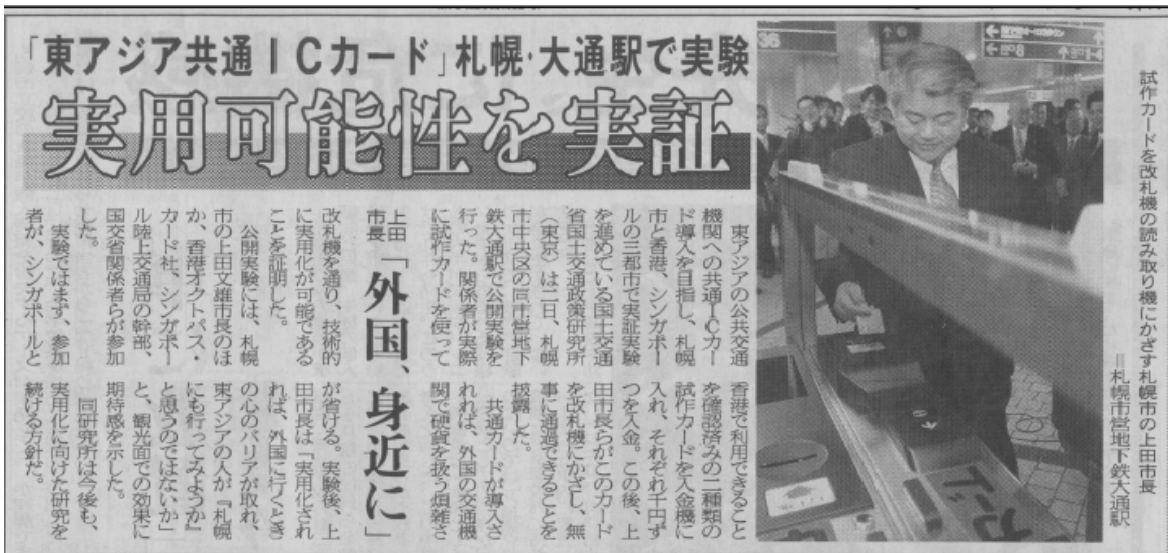 「東アジア共通ICカード」札幌・大通駅で実験
実用可能性を実証
東アジアの公共交通
機関への共通ICカー
ド導入を目指し、札幌
市と香港、シンガポー
ルの三都市で実証実験
を進めている国土交通
省国土交通政策研究所
(東京)は二日、札幌
市中央区の同市営地下
鉄大通駅で公開実験を
行った。関係者が実際
に試作カードを使って
上田市長「外国、身近に」
改札機を通り、技術的
に実用化が可能である
ことを証明した。
公開実験には、札幌
市の上田文雄市長のほ
か、香港オクトパス・
カード社、シンガポー
ル陸上交通局の幹部、
国交省関係者らが参加
した。
実験ではまず、参加
者が、シンガポールと
香港で利用できること
を確認済みの二種類の
試作カードを入金機に
入れ、それぞれ千円ず
つを入金。この後、上
田市長らがこのカード
を改札機にかざし、無
事に通過できることを
披露した。
共通カードが導入さ
れれば、外国の交通機
関で硬貨を扱う煩雑さ
が省ける。実験後、上
田市長は「実用化され
れば、外国に行くとき
の心のバリアが取れ、
東アジアの人が『札幌
にも行ってみようか』
と思うのではないか」
と、観光面での効果に
期待感を示した。
同研究所は今後も、
実用化に向けた研究を
続ける方針だ。
試作カードを改札機の読み取り機にかざす札幌市の上田市長
=札幌市営地下鉄大通駅